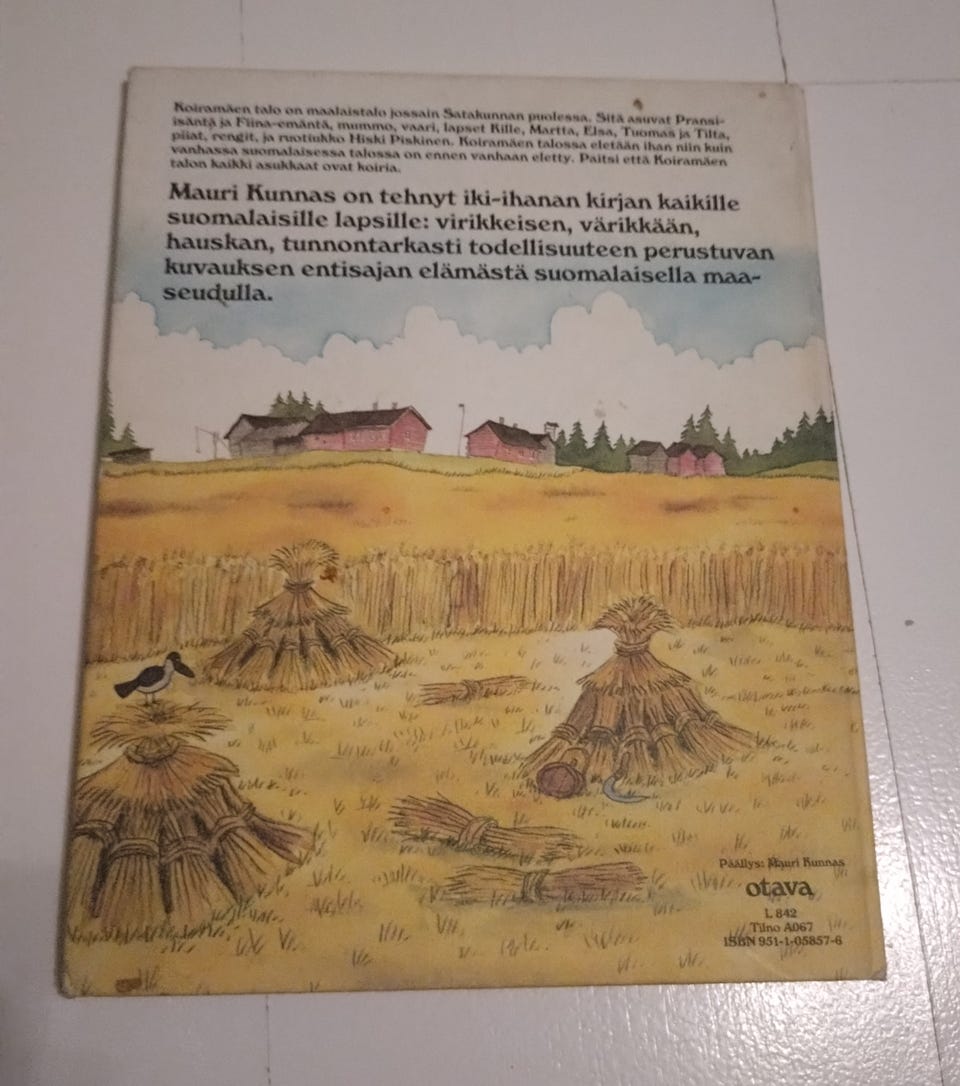 Koiramäen talo on maalaistalo jossain Satakunnan puolessa. Sitä asuvat Pransi-
isäntä ja Fiina-emäntä, mummo, vaari, lapset Kille, Martta, Elsa, Tuomas ja Tilta,
piiat, rengit, ja ruotiukko Hiski Piskinen. Koiramäen talossa eletään ihan niin kuin
vanhassa suomalaisessa talossa on ennen vanhaan eletty. Paitsi että Koiramäen
talon kaikki asukkaat ovat koiria.
Mauri Kunnas on tehnyt iki-ihanan kirjan kaikille
suomalaisille lapsille: virikkeisen, värikkään,
hauskan, tunnontarkasti todellisuuteen perustuvan
kuvauksen entisajan elämästä suomalaisella maa-
seudulla.
Päällys: Mauri Kunnas
otava
L 842
Tilno A067
ISBN 951-1-05857-6